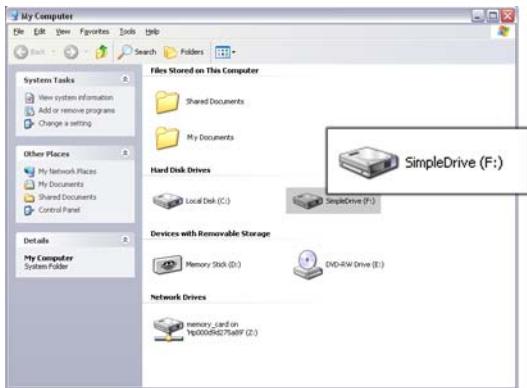 My Computer
File Edit View Favorites Tools Help
Back Search Folders
System Tasks
View system information
Add or remove programs
Change a setting
Other Places
My Network Places
My Documents
Shared Documents
Control Panel
Details
My Computer
System Folder
Files Stored on This Computer
Shared Documents
My Documents
Hard Disk Drives
Local Disk (C:)
SimpleDrive (F:)
SimpleDrive (F:)
Devices with Removable Storage
Memory Stick (D:)
DVD-RW Drive (E:)
Network Drives
memory_card on
'Hp000d9d275a89' (Z:)